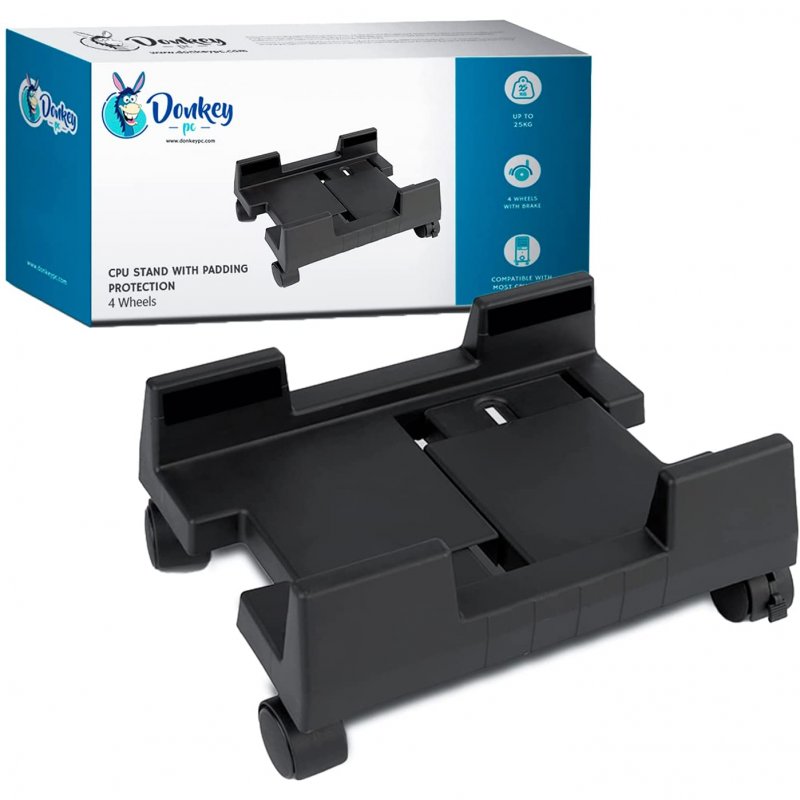 Donkey
pc
www.donkeypc.com
Donkey
pc
www.donkeypc.com
Donkey
pc
www.donkeypc.com
CPU STAND WITH PADDING
PROTECTION
4 Wheels
25
KG
UP TO
25KG
4 WHEELS
WITH BRAKE
COMPATIBLE WITH
MOST